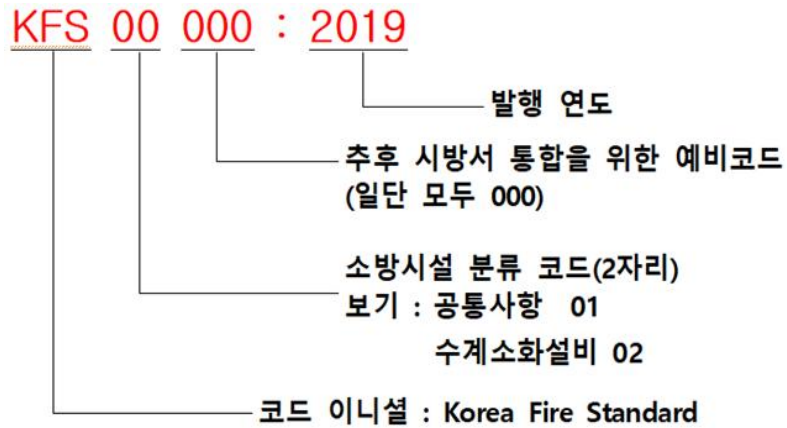 KFS 00 000 : 2019
발행 연도
추후 시방서 통합을 위한 예비코드
(일단 모두 000)
소방시설 분류 코드(2자리)
보기 : 공통사항 01
수계소화설비 02
코드 이니셜 : Korea Fire Standard